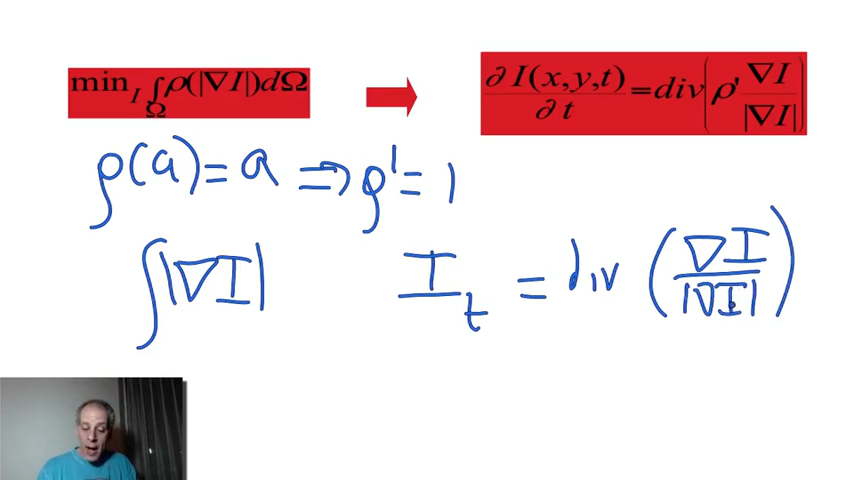 min_I ∫_Ω ρ(|∇I|)dΩ
∂I(x,y,t)/∂t = div(ρ' ∇I/|∇I|)
ρ(a) = a ⇒ ρ' = 1
∫|∇I|
I_t = div(∇I/|∇I|)